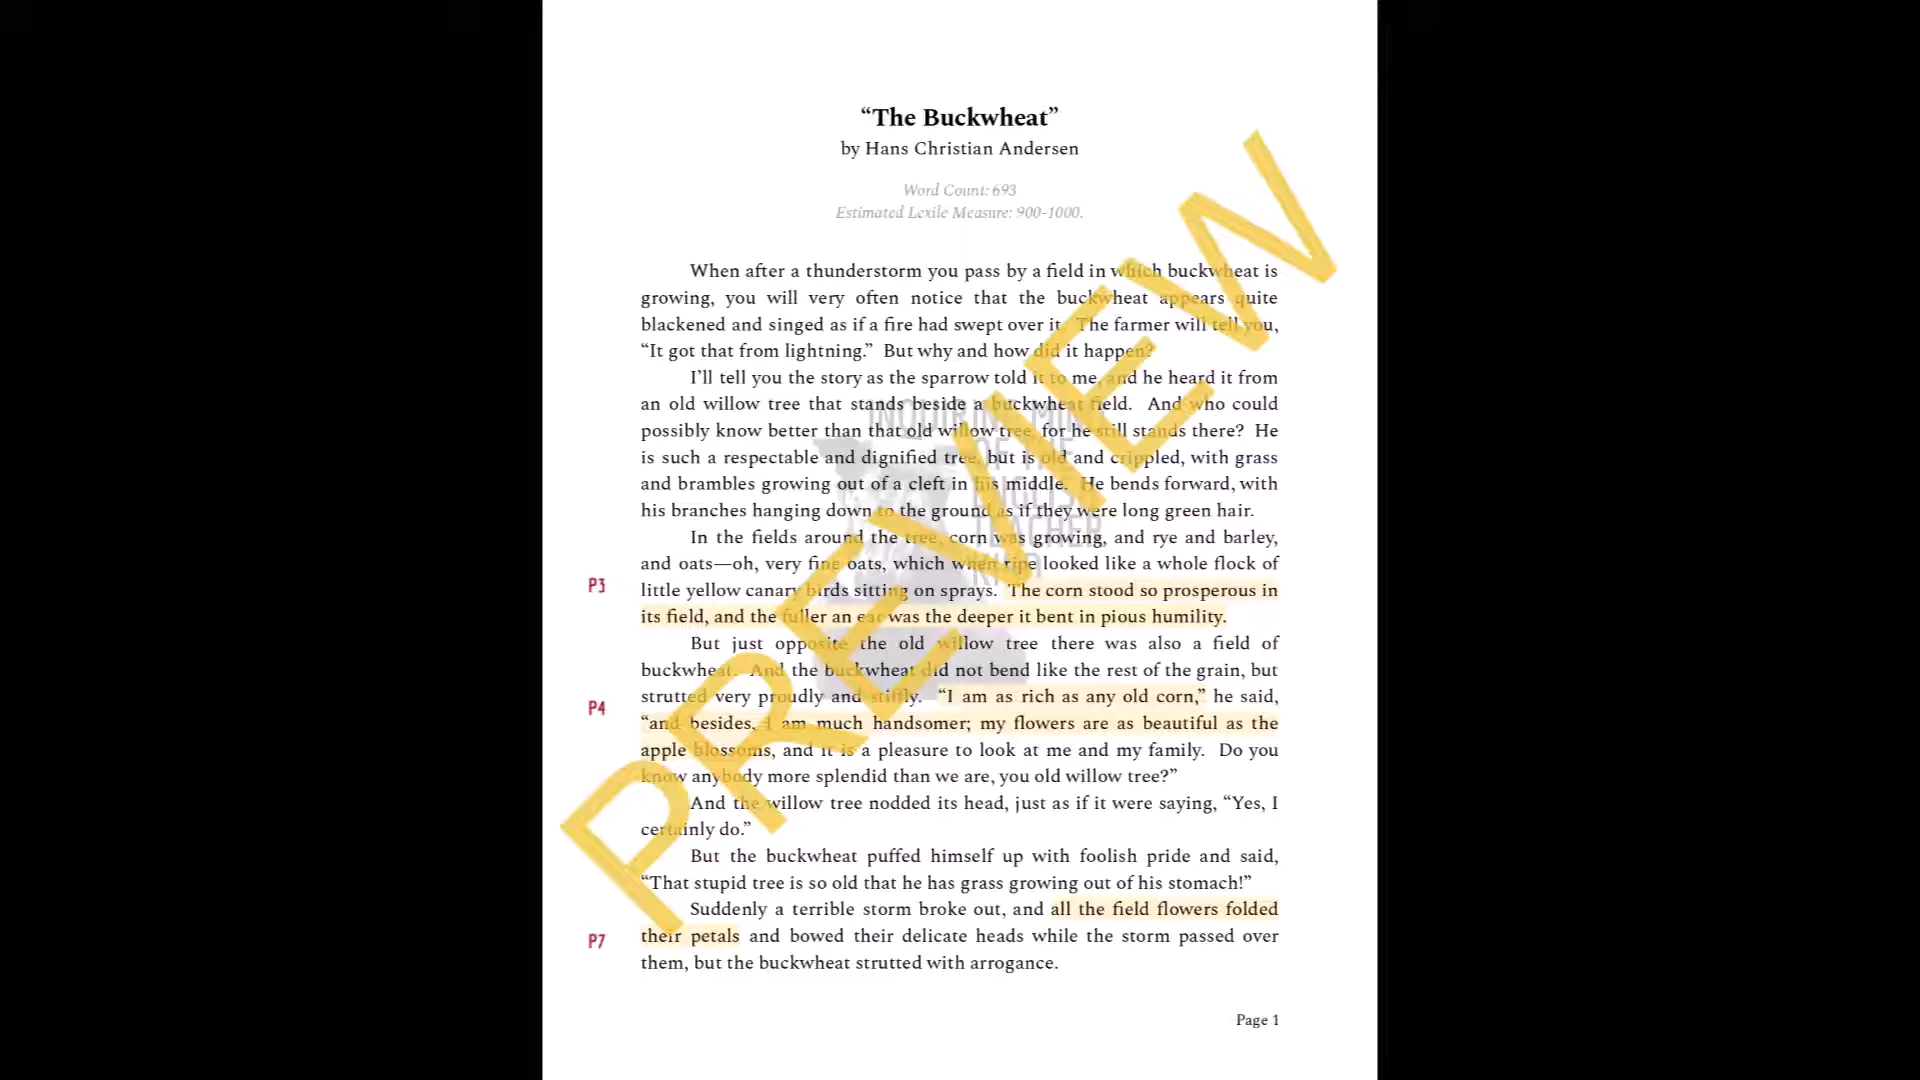 “The Buckwheat”
by Hans Christian Andersen
Word Count: 693
Estimated Lexile Measure: 900-1000.
When after a thunderstorm you pass by a field in which buckwheat is
growing, you will very often notice that the buckwheat appears quite
blackened and singed as if a fire had swept over it. The farmer will tell you,
“It got that from lightning.” But why and how did it happen?
I’ll tell you the story as the sparrow told it to me, and he heard it from
an old willow tree that stands beside a buckwheat field. And who could
possibly know better than that old willow tree, for he still stands there? He
is such a respectable and dignified tree, but is old and crippled, with grass
and brambles growing out of a cleft in his middle. He bends forward, with
his branches hanging down to the ground as if they were long green hair.
In the fields around the tree, corn was growing, and rye and barley,
and oats—oh, very fine oats, which when ripe looked like a whole flock of
P3
little yellow canary birds sitting on sprays. The corn stood so prosperous in
its field, and the fuller an ear was the deeper it bent in pious humility.
But just opposite the old willow tree there was also a field of
buckwheat. And the buckwheat did not bend like the rest of the grain, but
strutted very proudly and stiffly. “I am as rich as any old corn,” he said,
P4
“and besides, I am much handsomer; my flowers are as beautiful as the
apple blossoms, and it is a pleasure to look at me and my family. Do you
know anybody more splendid than we are, you old willow tree?”
And the willow tree nodded its head, just as if it were saying, “Yes, I
certainly do.”
But the buckwheat puffed himself up with foolish pride and said,
“That stupid tree is so old that he has grass growing out of his stomach!”
Suddenly a terrible storm broke out, and all the field flowers folded
P7
their petals and bowed their delicate heads while the storm passed over
them, but the buckwheat strutted with arrogance.
Page 1
PREVIEW
OF THE
ENGLISH
TEACHER